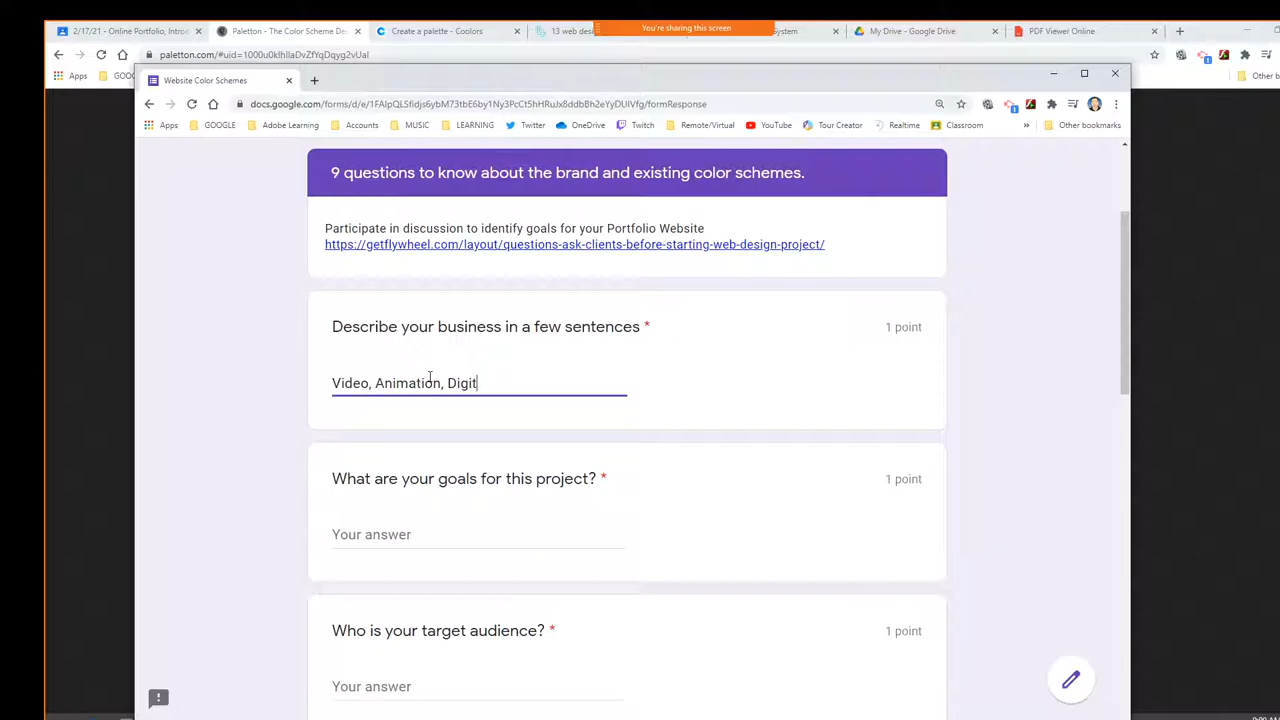 You're sharing this screen
2/17/21 - Online Portfolio, Intro
Paletton - The Color Scheme De
Create a palette - Coolors
13 web desi
System
My Drive - Google Drive
PDF Viewer Online
paletton.com/#uid=1000u0klhllaDvZfYqDqyg2vUal
Apps
GOO
Other bo
Website Color Schemes
docs.google.com/forms/d/e/1FAIpQLSfidjs6ybM73tbE6by1Ny3PcCt5hHRuJx8ddbBh2eYyDUIVfg/formResponse
Apps GOOGLE Adobe Learning Accounts MUSIC LEARNING Twitter OneDrive Twitch Remote/Virtual YouTube Tour Creator Realtime Classroom » Other bookmarks
9 questions to know about the brand and existing color schemes.
Participate in discussion to identify goals for your Portfolio Website
https://getflywheel.com/layout/questions-ask-clients-before-starting-web-design-project/
Describe your business in a few sentences * 1 point
Video, Animation, Digit
What are your goals for this project? * 1 point
Your answer
Who is your target audience? * 1 point
Your answer